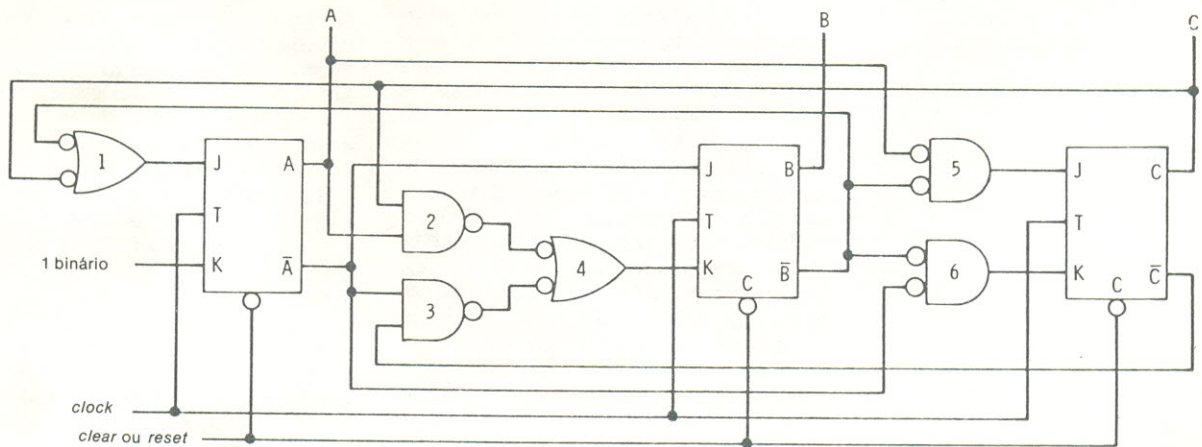 A B C
1 J A
T
K A̅
2
3
4
J B
T
K B̅
C
5
6
J C
T
K C̅
C
1 binário
clock
clear ou reset